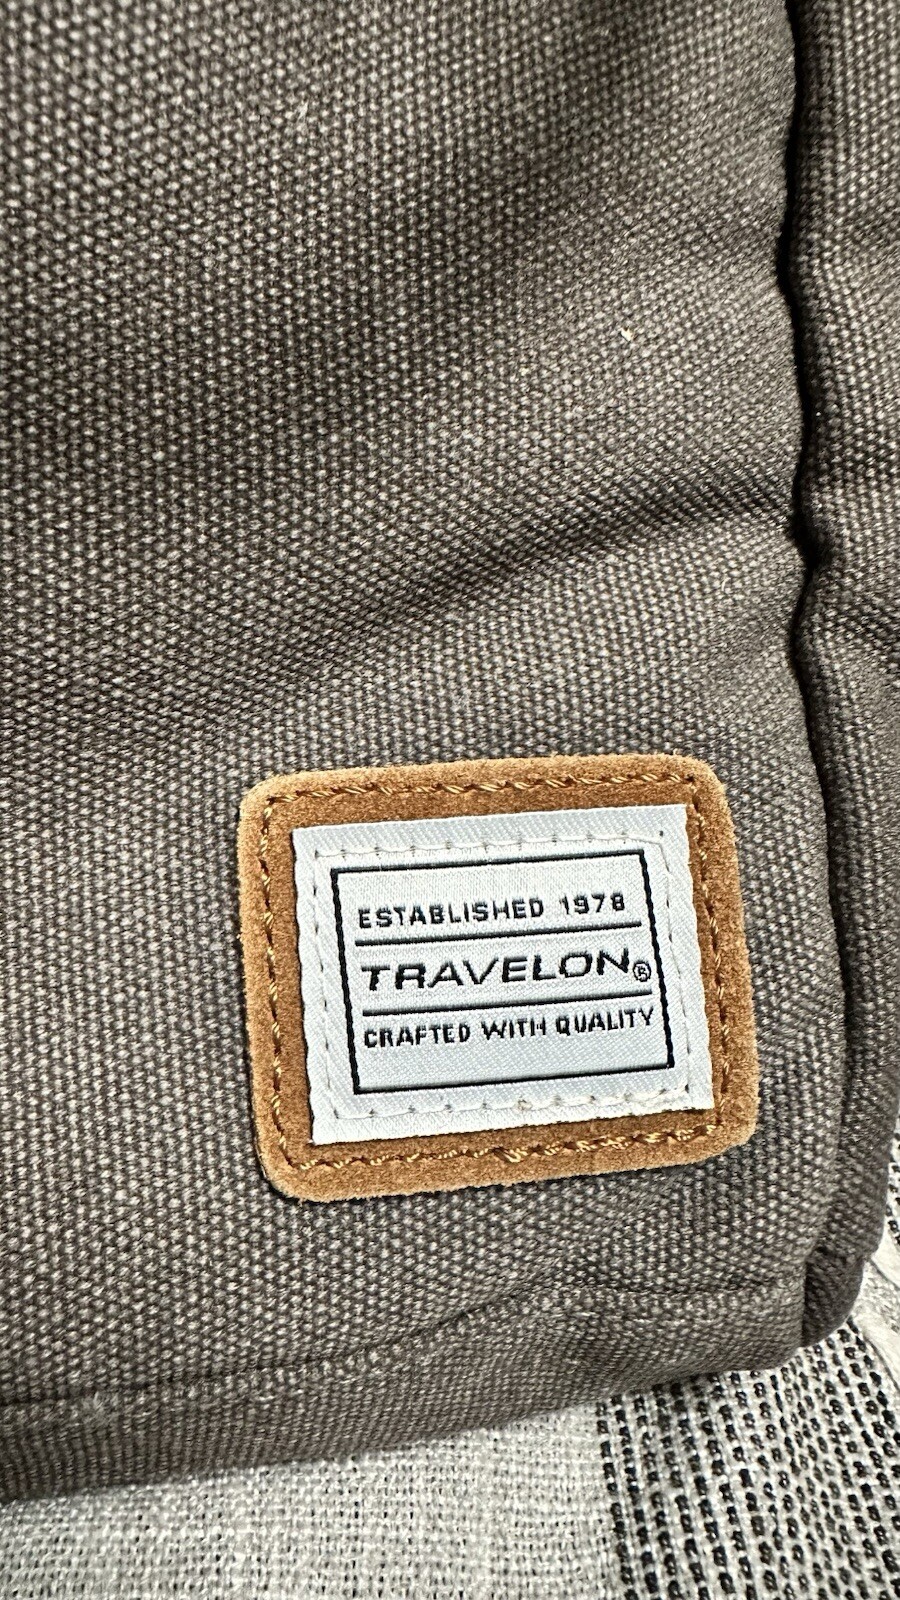 ESTABLISHED 1978
TRAVELON®
CRAFTED WITH QUALITY